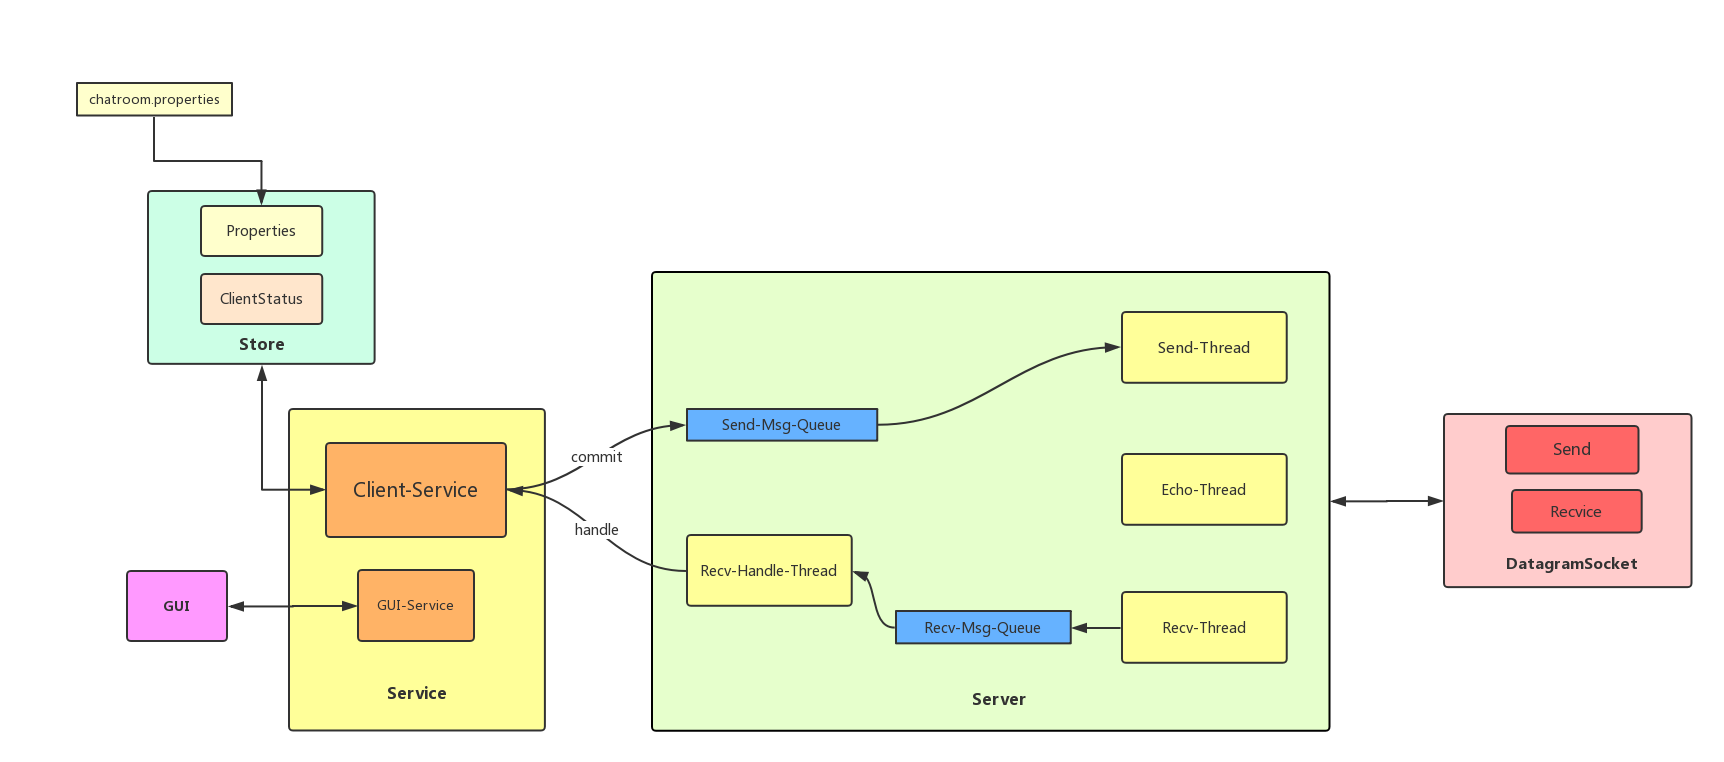 chatroom.properties
Properties
ClientStatus
Store
Client-Service
GUI
GUI-Service
Service
commit
handle
Send-Msg-Queue
Send-Thread
Echo-Thread
Recv-Handle-Thread
Recv-Msg-Queue
Recv-Thread
Server
Send
Recvice
DatagramSocket